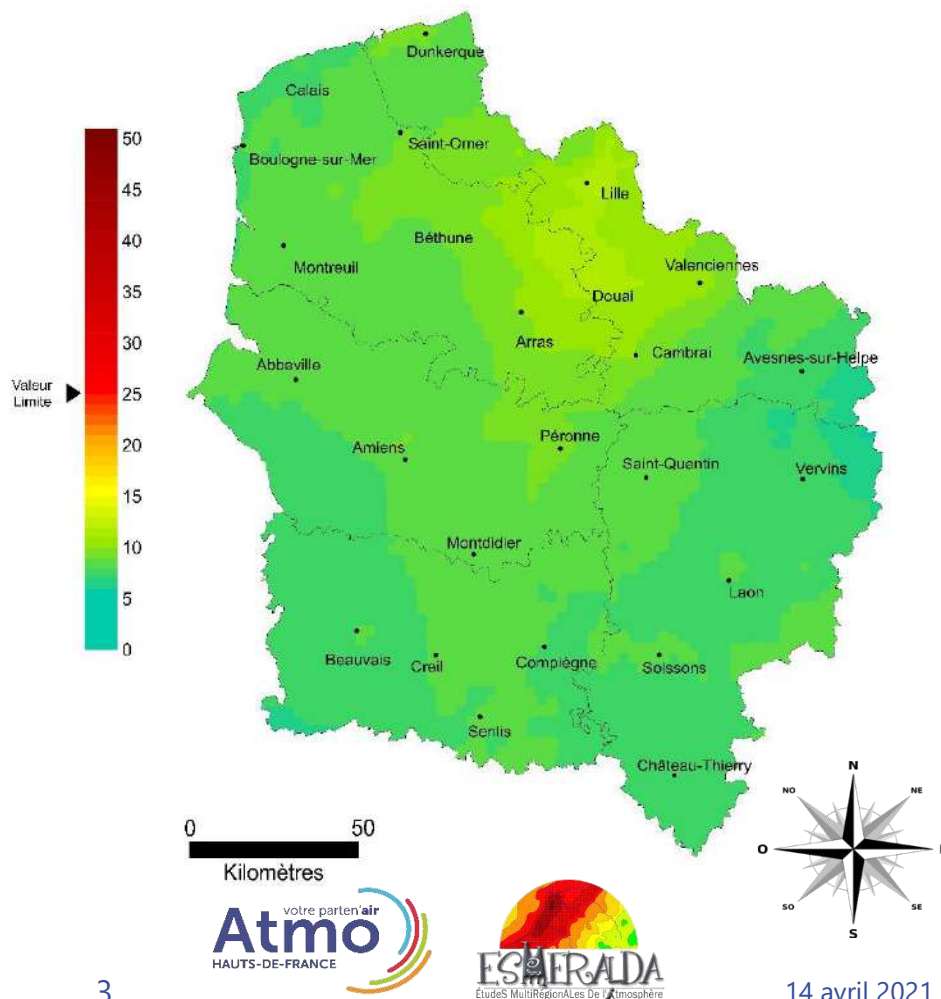 Dunkerque
Calais
Saint-Omer
Boulogne-sur-Mer
Lille
Béthune
Montreuil
Valenciennes
Douai
Arras
Cambrai
Avesnes-sur-Helpe
Abbeville
Péronne
Amiens
Saint-Quentin
Vervins
Montdidier
Laon
Beauvais
Creil
Compiègne
Soissons
Senlis
Château-Thierry
50
45
40
35
30
Valeur
Limite
25
20
15
10
5
0
0 50
Kilomètres
N
NO NE
O
SO SE
S
votre parten'air
Atmo
HAUTS-DE-FRANCE
ESMERALDA
ÉtudeS MultiRégionALes De l'Atmosphère
3 14 avril 2021